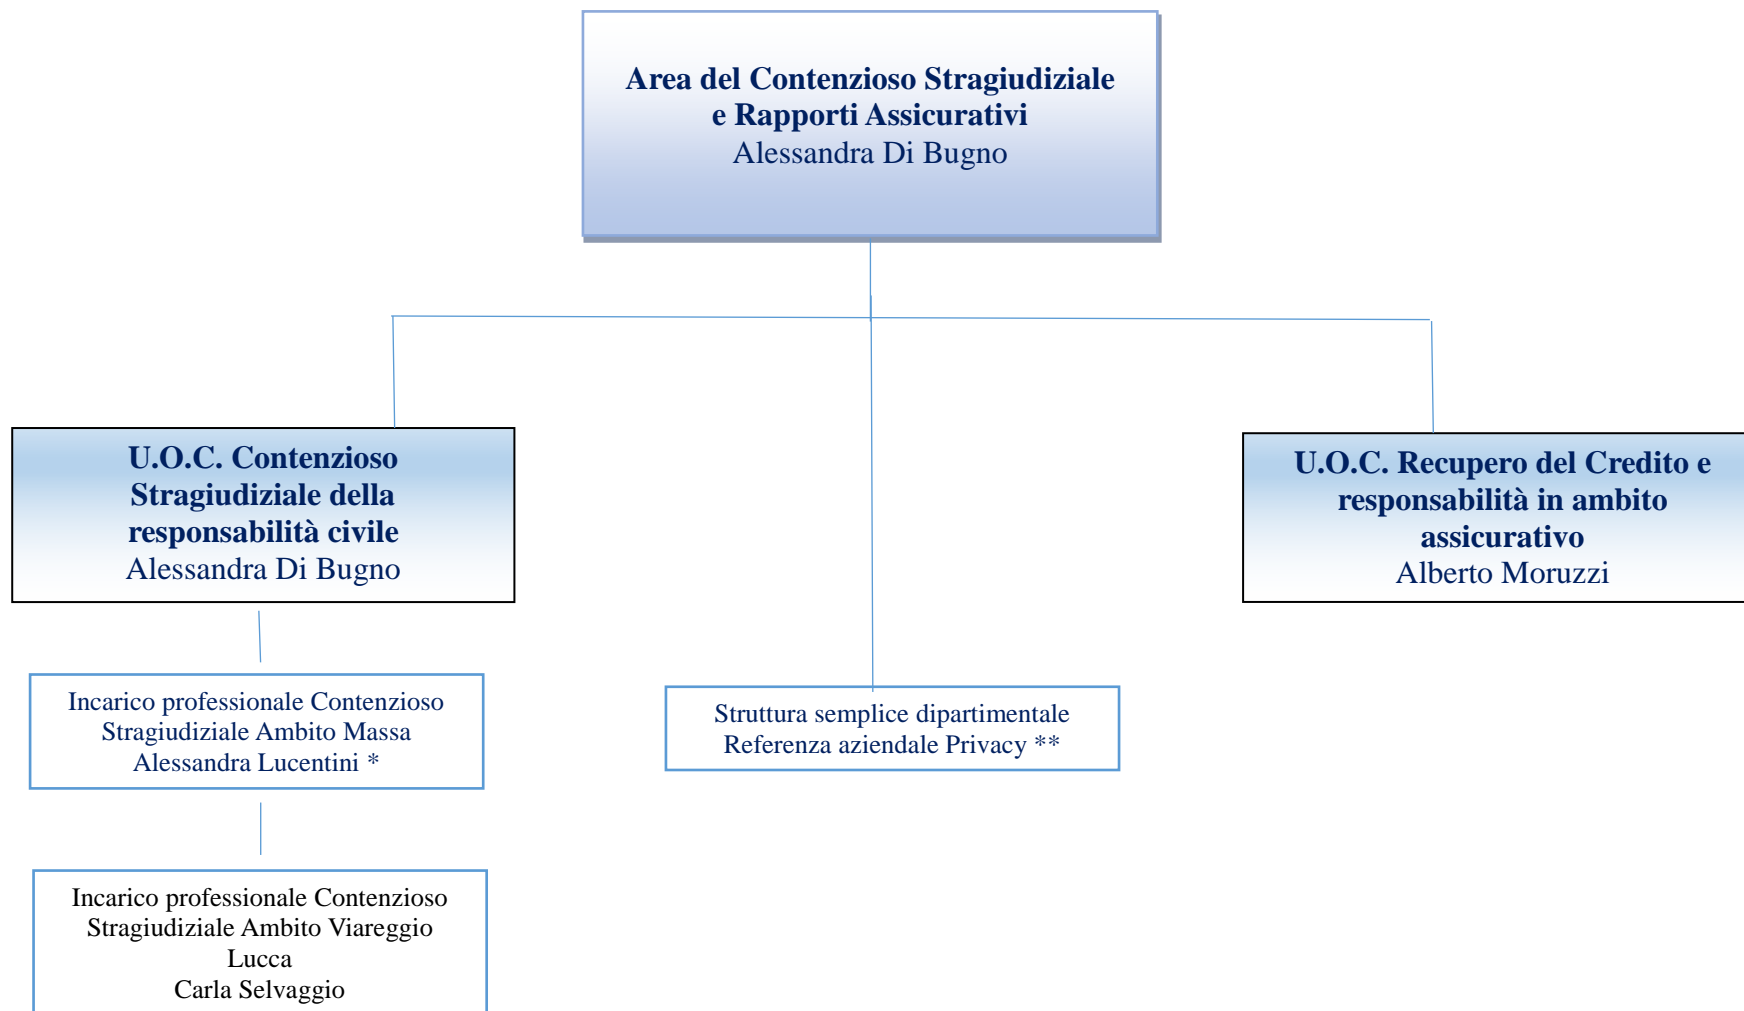 Area del Contenzioso Stragiudiziale
e Rapporti Assicurativi
Alessandra Di Bugno
U.O.C. Contenzioso
Stragiudiziale della
responsabilità civile
Alessandra Di Bugno
U.O.C. Recupero del Credito e
responsabilità in ambito
assicurativo
Alberto Moruzzi
Incarico professionale Contenzioso
Stragiudiziale Ambito Massa
Alessandra Lucentini *
Struttura semplice dipartimentale
Referenza aziendale Privacy **
Incarico professionale Contenzioso
Stragiudiziale Ambito Viareggio
Lucca
Carla Selvaggio